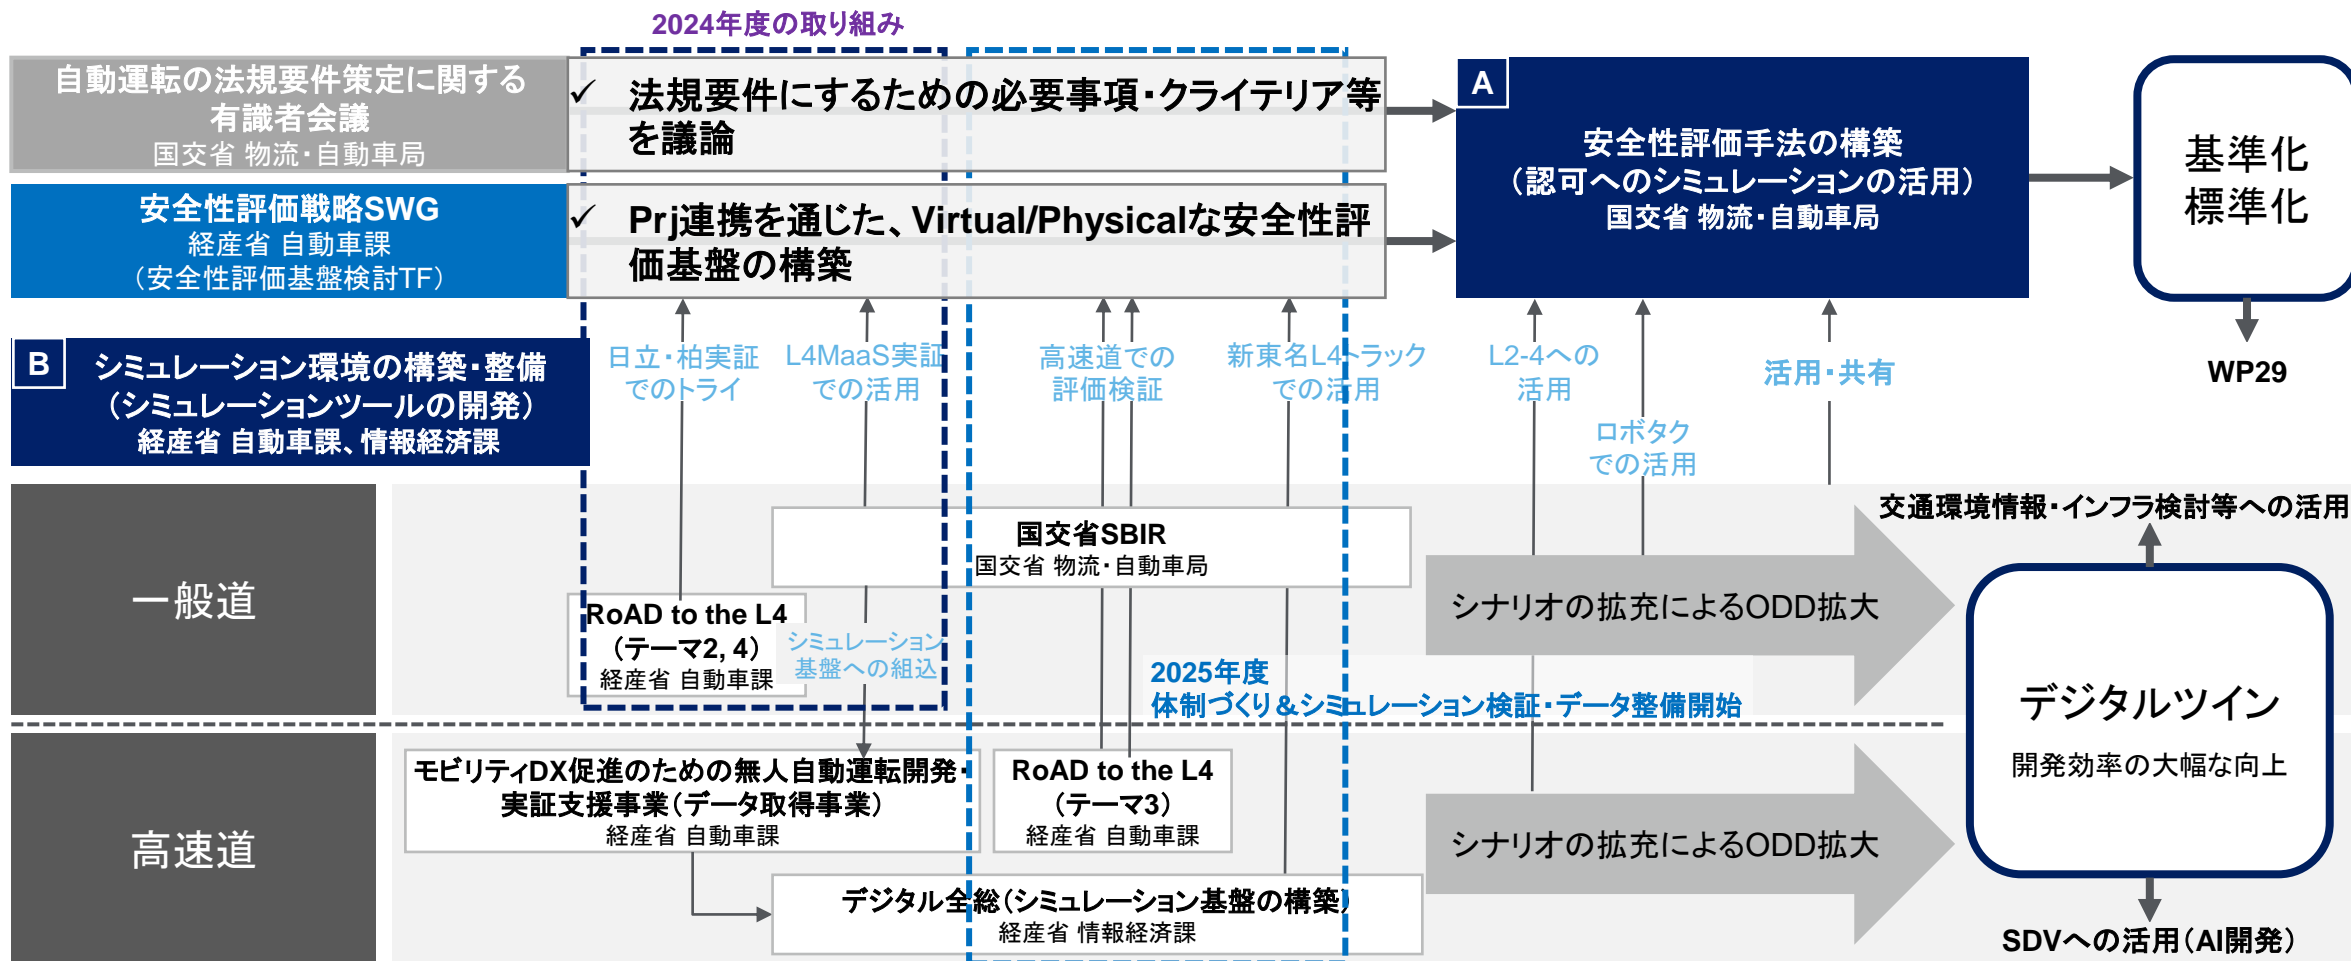 2024年度の取り組み
自動運転の法規要件策定に関する
有識者会議
国交省 物流・自動車局
✓ 法規要件にするための必要事項・クライテリア等
を議論
A
安全性評価手法の構築
（認可へのシミュレーションの活用）
国交省 物流・自動車局
基準化
標準化
WP29
安全性評価戦略SWG
経産省 自動車課
（安全性評価基盤検討TF）
✓ Prj連携を通じた、Virtual/Physicalな安全性評
価基盤の構築
B
シミュレーション環境の構築・整備
（シミュレーションツールの開発）
経産省 自動車課、情報経済課
日立・柏実証
でのトライ
L4MaaS実証
での活用
高速道での
評価検証
新東名L4トラック
での活用
L2-4への
活用
ロボタク
での活用
活用・共有
一般道
国交省SBIR
国交省 物流・自動車局
RoAD to the L4
（テーマ2, 4）
経産省 自動車課
シミュレーション
基盤への組込
シナリオの拡充によるODD拡大
2025年度
体制づくり＆シミュレーション検証・データ整備開始
交通環境情報・インフラ検討等への活用
デジタルツイン
開発効率の大幅な向上
SDVへの活用（AI開発）
高速道
モビリティDX促進のための無人自動運転開発・
実証支援事業（データ取得事業）
経産省 自動車課
RoAD to the L4
（テーマ3）
経産省 自動車課
シナリオの拡充によるODD拡大
デジタル全総（シミュレーション基盤の構築）
経産省 情報経済課